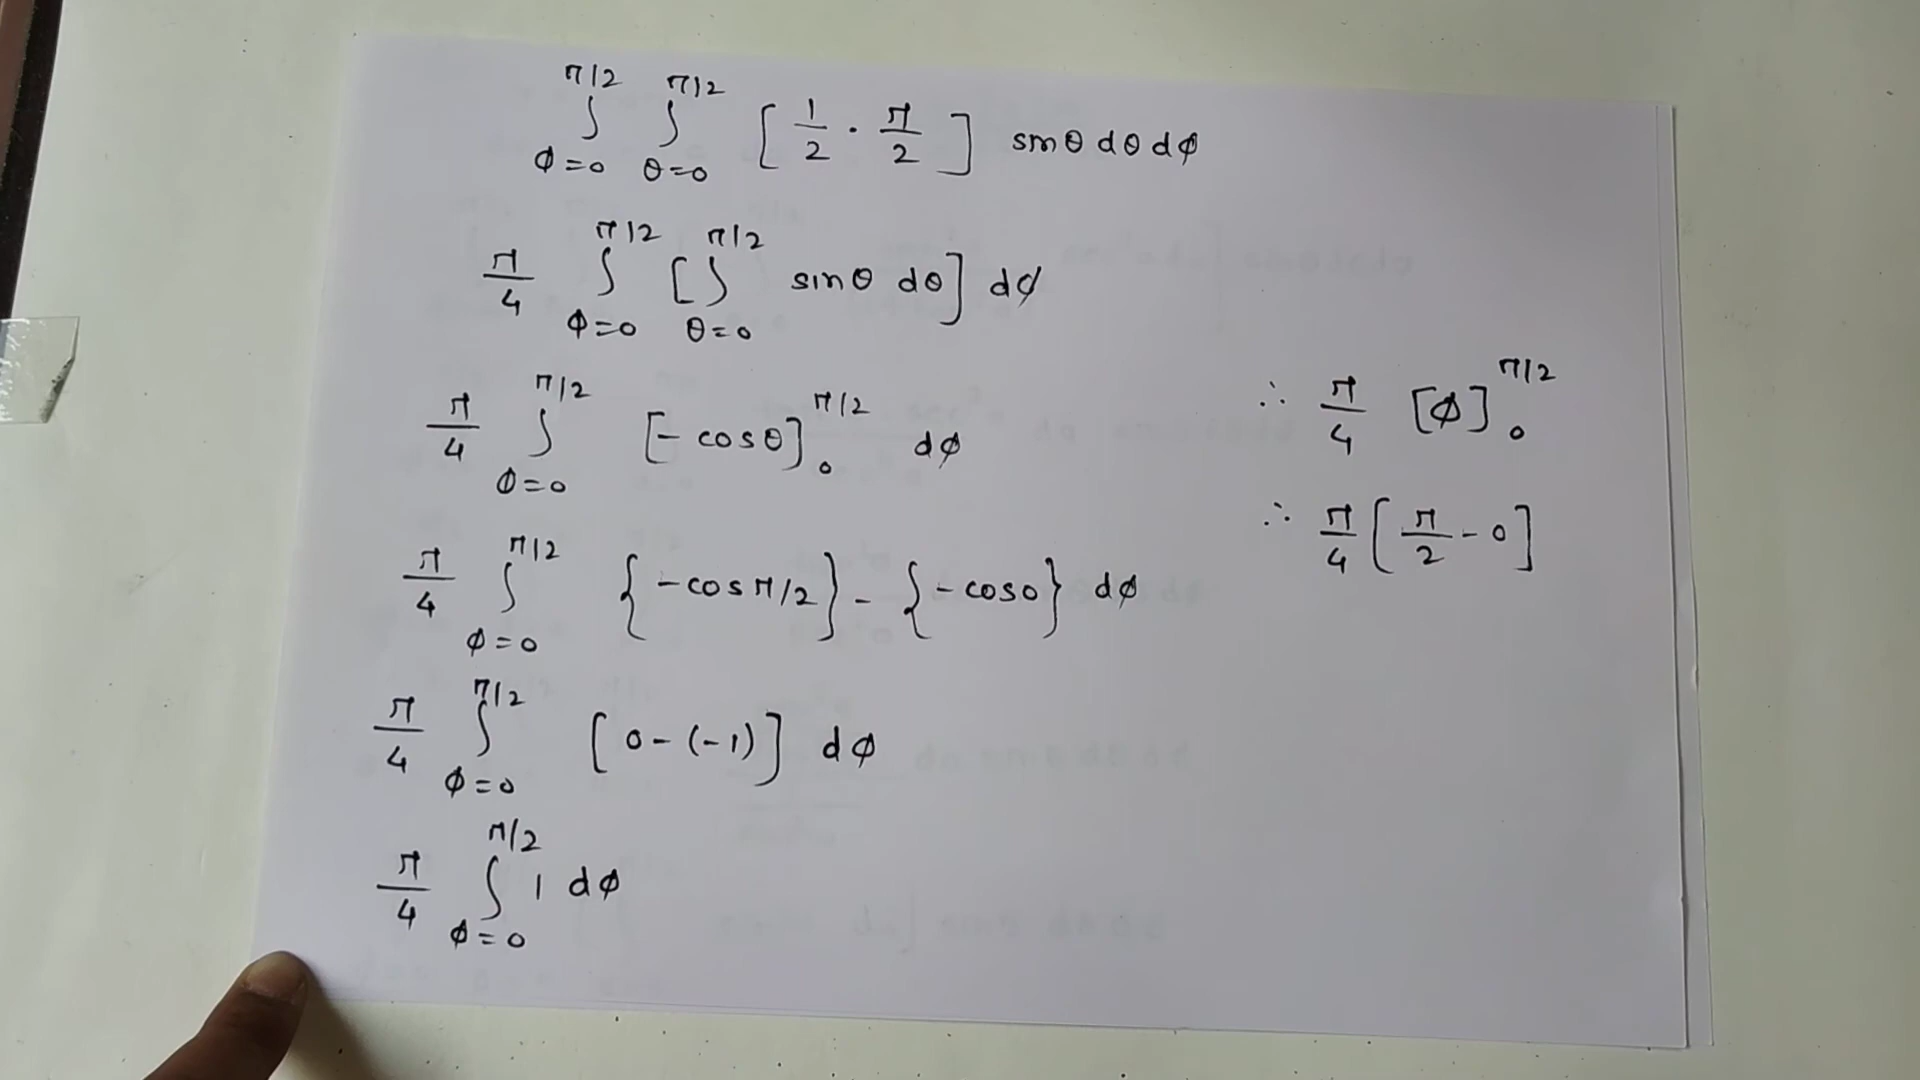 ∫_{φ=0}^{π/2} ∫_{θ=0}^{π/2} [1/2 · π/2] sinθ dθ dφ
π/4 ∫_{φ=0}^{π/2} [∫_{θ=0}^{π/2} sinθ dθ] dφ
π/4 ∫_{φ=0}^{π/2} [- cosθ]_0^{π/2} dφ
π/4 ∫_{φ=0}^{π/2} {-cosπ/2} - {-cos0} dφ
π/4 ∫_{φ=0}^{π/2} [0-(-1)] dφ
π/4 ∫_{φ=0}^{π/2} 1 dφ
∴ π/4 [φ]_0^{π/2}
∴ π/4 [π/2 - 0]